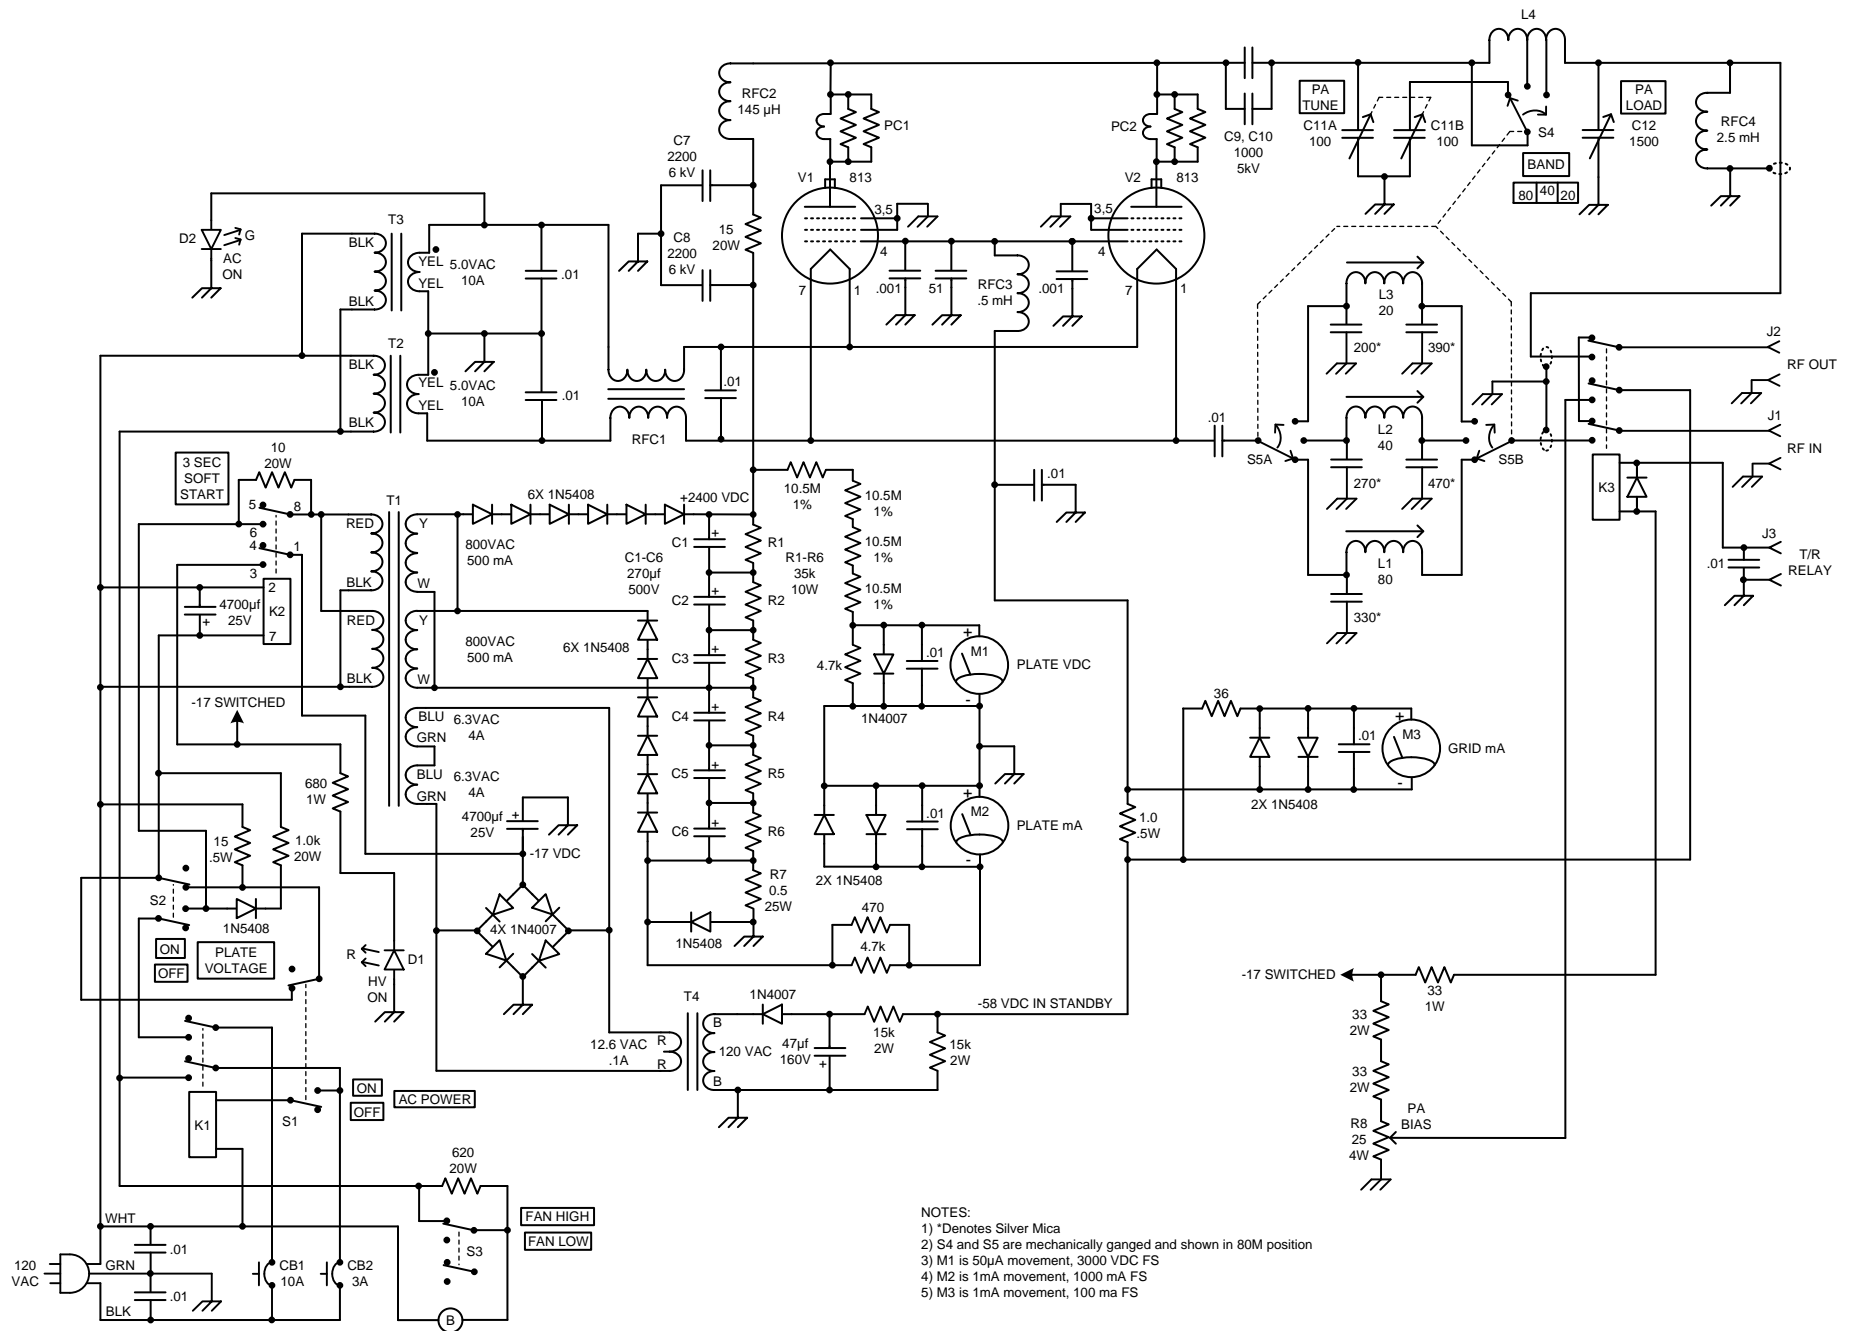 L4
RFC2
145 µH
PC1
PC2
C9, C10
1000
5kV
PA
TUNE
C11A
100
C11B
100
S4
BAND
80 40 20
PA
LOAD
C12
1500
RFC4
2.5 mH
C7
2200
6 kV
C8
2200
6 kV
15
20W
V1
813
3,5
4
7
1
V2
813
3,5
4
7
1
.001
51
RFC3
.5 mH
.001
D2
G
AC
ON
T3
BLK
BLK
YEL
YEL
5.0VAC
10A
.01
T2
BLK
BLK
YEL
YEL
5.0VAC
10A
.01
RFC1
.01
.01
S5A
L3
20
200*
390*
L2
40
270*
470*
L1
80
330*
S5B
J2
RF OUT
J1
RF IN
K3
J3
T/R
RELAY
.01
3 SEC
SOFT
START
10
20W
5
8
6
4
1
3
2
K2
7
4700µf
25V
T1
RED
BLK
RED
BLK
Y
W
800VAC
500 mA
Y
W
800VAC
500 mA
BLU
GRN
6.3VAC
4A
BLU
GRN
6.3VAC
4A
6X 1N5408
+2400 VDC
6X 1N5408
C1-C6
270µf
500V
C1
C2
C3
C4
C5
C6
R1
R2
R3
R4
R5
R6
R1-R6
35k
10W
R7
0.5
25W
10.5M
1%
10.5M
1%
10.5M
1%
10.5M
1%
.01
4.7k
1N4007
.01
+
M1
-
PLATE VDC
.01
+
M2
-
PLATE mA
2X 1N5408
470
4.7k
1N5408
36
.01
+
M3
-
GRID mA
2X 1N5408
1.0
.5W
-17 SWITCHED
680
1W
15
.5W
1.0k
20W
S2
1N5408
ON
OFF
PLATE
VOLTAGE
R
HV
ON
D1
4700µf
25V
-17 VDC
4X 1N4007
12.6 VAC
.1A
T4
R
R
B
B
120 VAC
1N4007
47µf
160V
15k
2W
15k
2W
-58 VDC IN STANDBY
-17 SWITCHED
33
1W
33
2W
33
2W
R8
25
4W
PA
BIAS
K1
S1
ON
OFF
AC POWER
620
20W
FAN HIGH
FAN LOW
S3
B
120
VAC
WHT
GRN
BLK
.01
.01
CB1
10A
CB2
3A
NOTES:
1) *Denotes Silver Mica
2) S4 and S5 are mechanically ganged and shown in 80M position
3) M1 is 50µA movement, 3000 VDC FS
4) M2 is 1mA movement, 1000 mA FS
5) M3 is 1mA movement, 100 ma FS